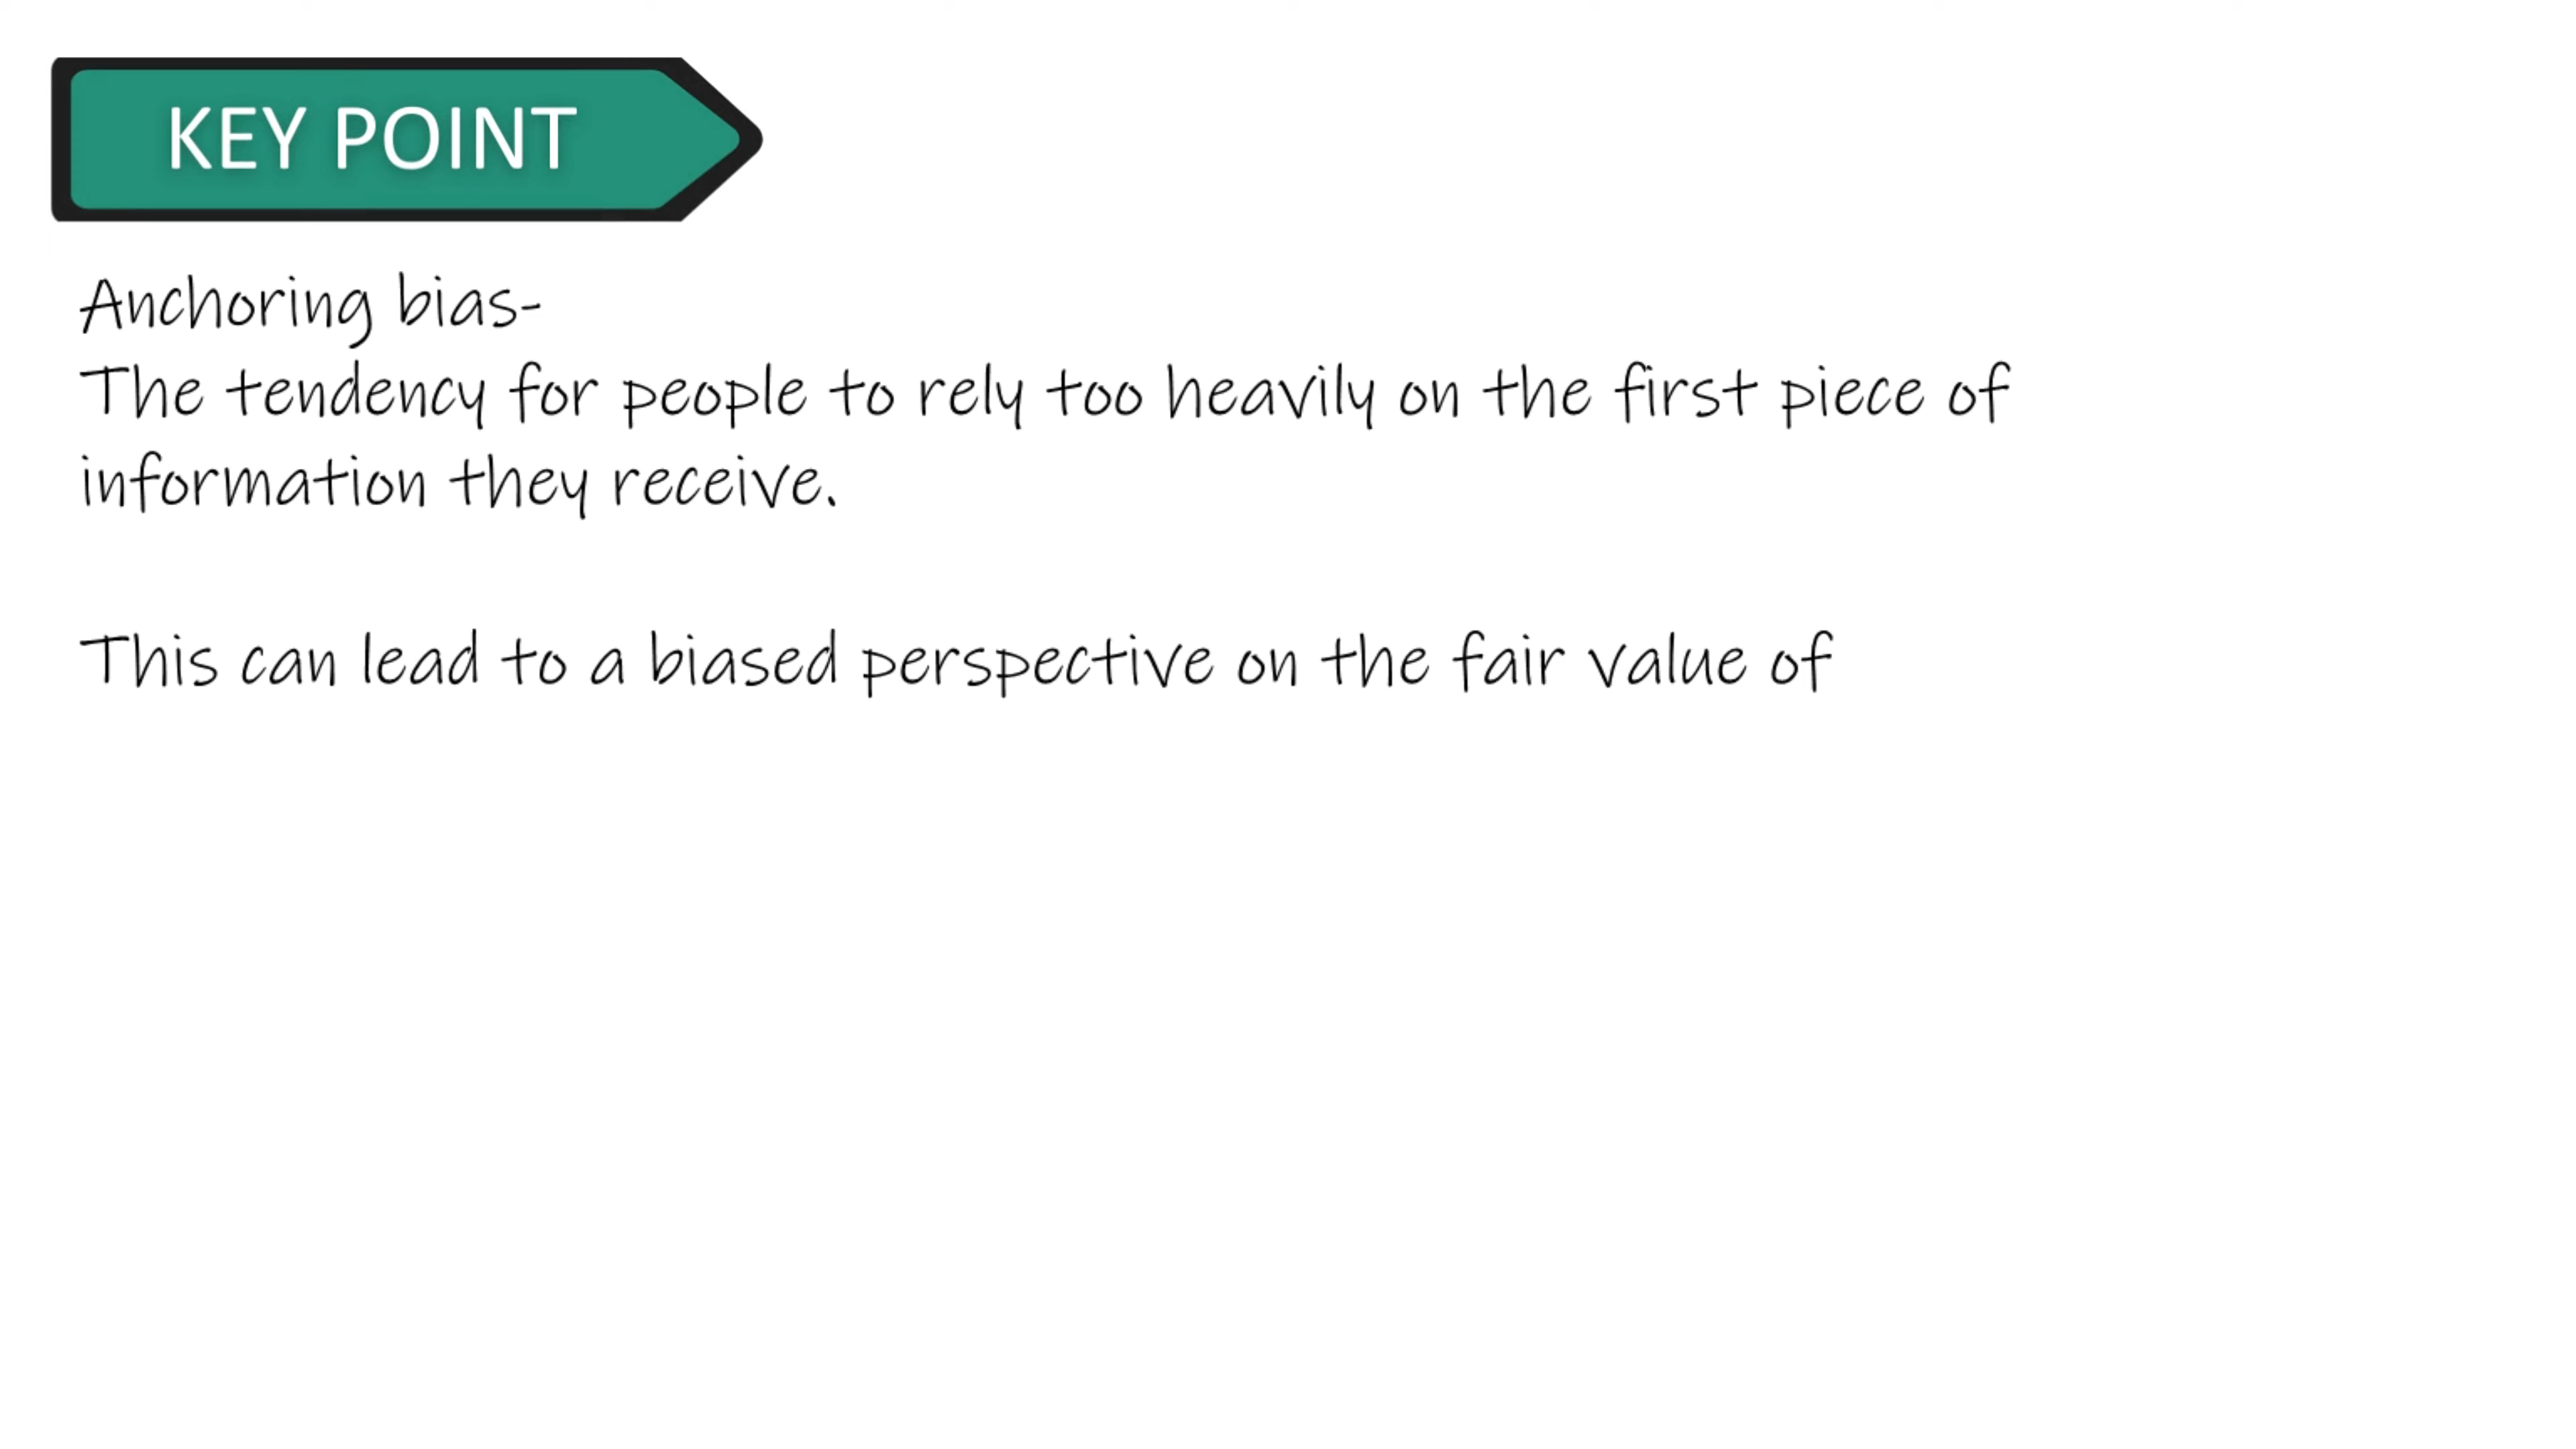 KEY POINT
Anchoring bias-
The tendency for people to rely too heavily on the first piece of
information they receive.
This can lead to a biased perspective on the fair value of